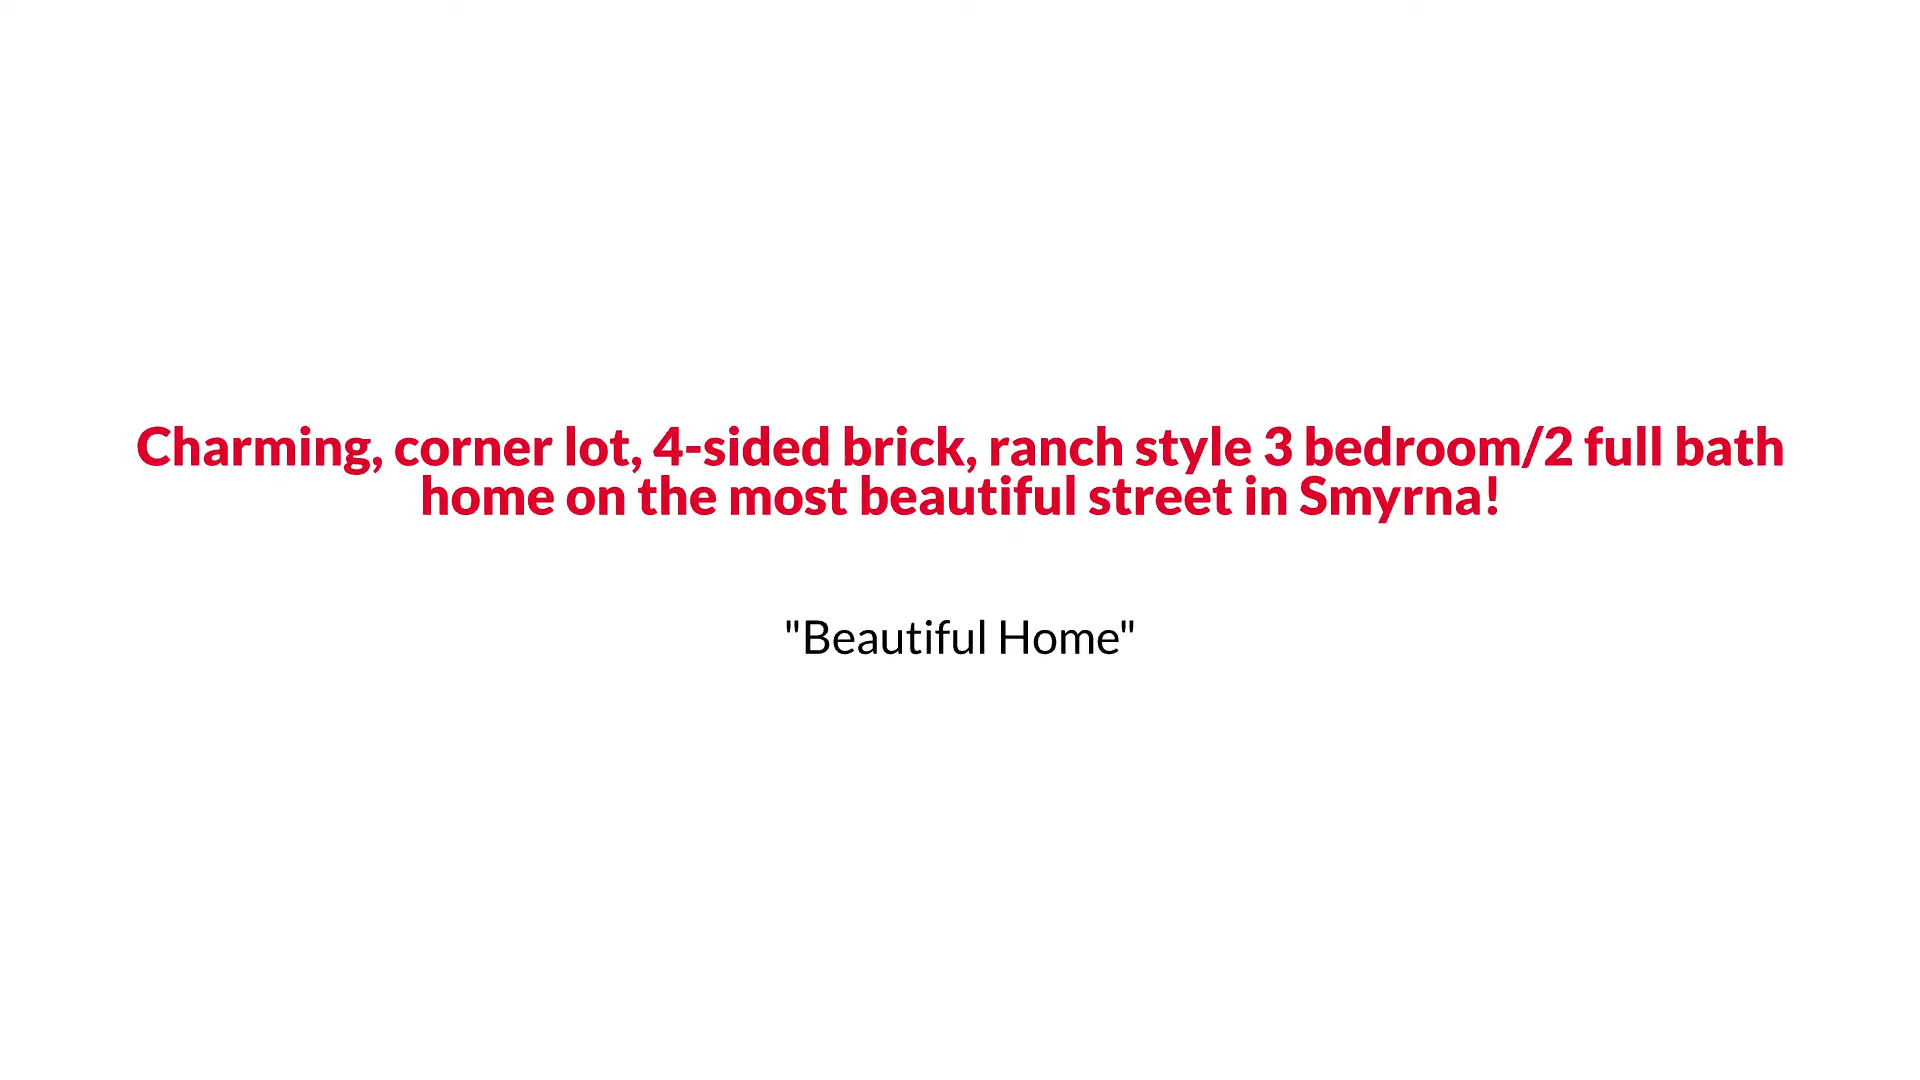 Charming, corner lot, 4-sided brick, ranch style 3 bedroom/2 full bath
home on the most beautiful street in Smyrna!
"Beautiful Home"